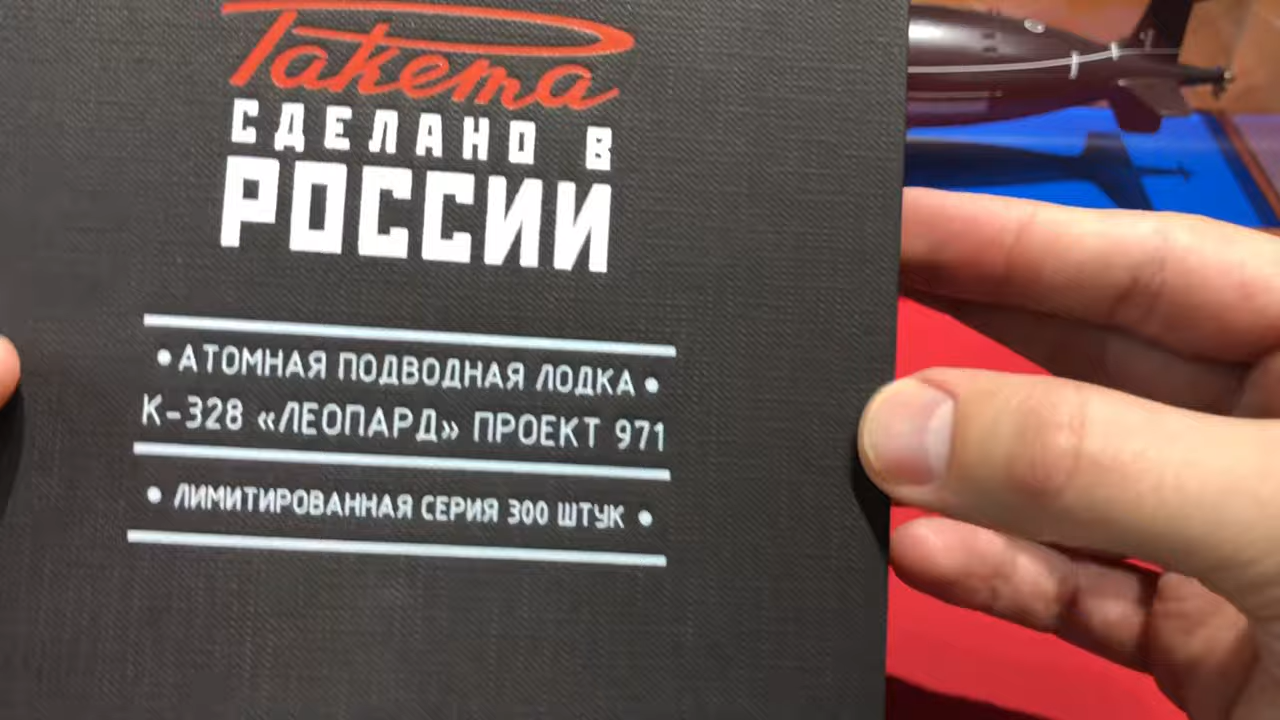 Ракета
СДЕЛАНО В
РОССИИ
• АТОМНАЯ ПОДВОДНАЯ ЛОДКА •
К-328 «ЛЕОПАРД» ПРОЕКТ 971
• ЛИМИТИРОВАННАЯ СЕРИЯ 300 ШТУК •